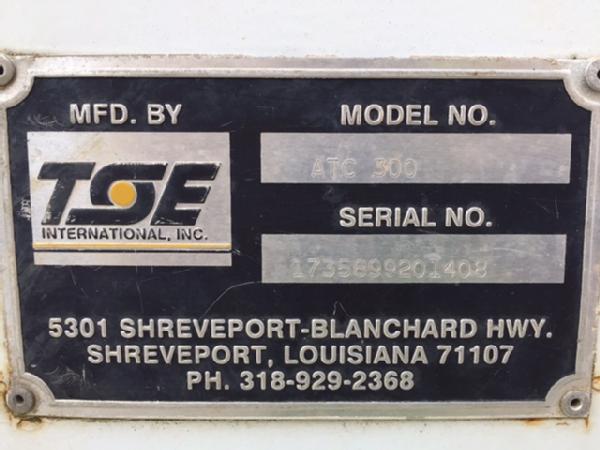 MFD. BY
TSE
INTERNATIONAL, INC.
MODEL NO.
ATC 300
SERIAL NO.
1735899201408
5301 SHREVEPORT-BLANCHARD HWY.
SHREVEPORT, LOUISIANA 71107
PH. 318-929-2368